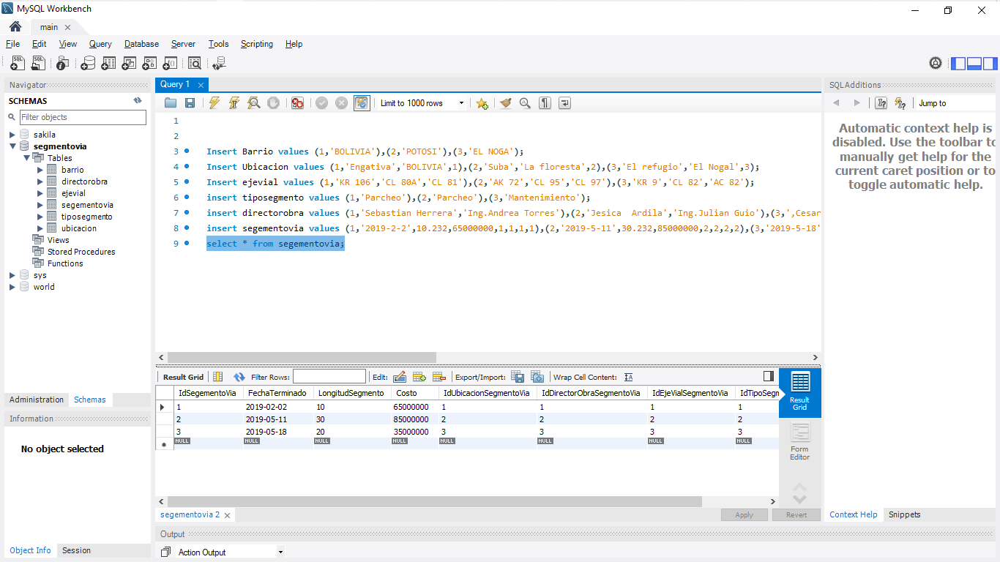 MySQL Workbench
main
File Edit View Query Database Server Tools Scripting Help
Navigator
SCHEMAS
Filter objects
sakila
segmentovia
Tables
barrio
directorobra
ejevial
segementovia
tiposegmento
ubicacion
Views
Stored Procedures
Functions
sys
world
Administration Schemas
Information
No object selected
Object Info Session
Query 1
Limit to 1000 rows
1
2
3 Insert Barrio values (1,'BOLIVIA'),(2,'POTOSI'),(3,'EL NOGA');
4 Insert Ubicacion values (1,'Engativa','BOLIVIA',1),(2,'Suba','La floresta',2),(3,'El refugio','El Nogal',3);
5 Insert ejevial values (1,'KR 106','CL 80A','CL 81'),(2,'AK 72','CL 95','CL 97'),(3,'KR 9','CL 82','AC 82');
6 insert tiposegmento values (1,'Parcheo'),(2,'Parcheo'),(3,'Mantenimiento');
7 insert directorobra values (1,'Sebastian Herrera','Ing.Andrea Torres'),(2,'Jesica  Ardila','Ing.Julian Guio'),(3,',Cesar
8 insert segementovia values (1,'2019-2-2',10.232,65000000,1,1,1,1),(2,'2019-5-11',30.232,85000000,2,2,2,2),(3,'2019-5-18'
9 select * from segementovia;
Result Grid Filter Rows: Edit: Export/Import: Wrap Cell Content:
IdSegementoVia FechaTerminado LongitudSegmento Costo IdUbicacionSegmentoVia IdDirectorObraSegmentoVia IdEjeVialSegmentoVia IdTipoSegm
1 2019-02-02 10 65000000 1 1 1 1
2 2019-05-11 30 85000000 2 2 2 2
3 2019-05-18 20 35000000 3 3 3 3
NULL NULL NULL NULL NULL NULL NULL NULL
Result
Grid
Form
Editor
segementovia 2
Apply Revert
Output
Action Output
SQLAdditions
Jump to
Automatic context help is
disabled. Use the toolbar to
manually get help for the
current caret position or to
toggle automatic help.
Context Help Snippets